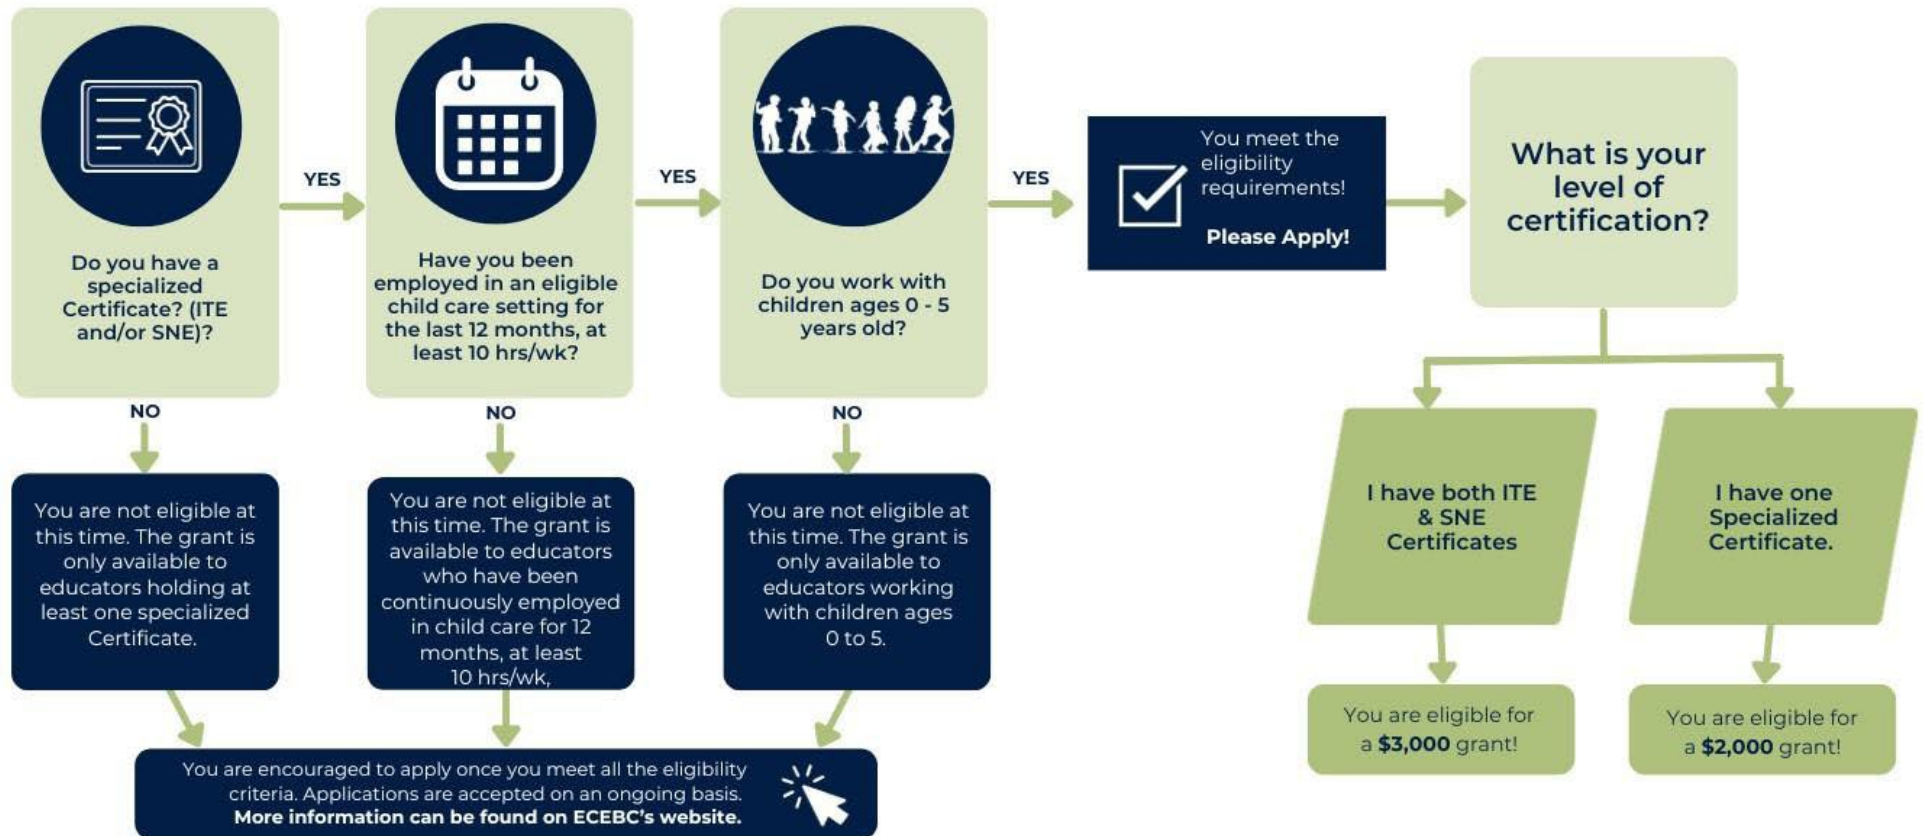 Do you have a
specialized
Certificate? (ITE
and/or SNE)?
YES
Have you been
employed in an eligible
child care setting for
the last 12 months, at
least 10 hrs/wk?
YES
Do you work with
children ages 0 - 5
years old?
YES
You meet the
eligibility
requirements!
Please Apply!
What is your
level of
certification?
NO
You are not eligible at
this time. The grant is
only available to
educators holding at
least one specialized
Certificate.
NO
You are not eligible at
this time. The grant is
available to educators
who have been
continuously employed
in child care for 12
months, at least
10 hrs/wk,
NO
You are not eligible at
this time. The grant is
only available to
educators working
with children ages
0 to 5.
You are encouraged to apply once you meet all the eligibility
criteria. Applications are accepted on an ongoing basis.
More information can be found on ECEBC's website.
I have both ITE
& SNE
Certificates
You are eligible for
a $3,000 grant!
I have one
Specialized
Certificate.
You are eligible for
a $2,000 grant!